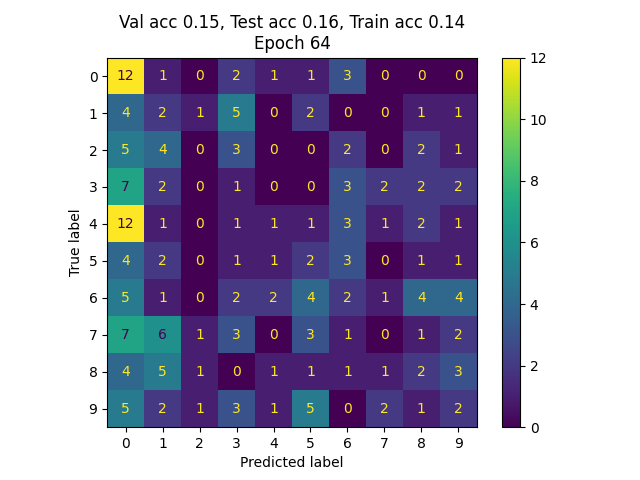 Val acc 0.15, Test acc 0.16, Train acc 0.14
Epoch 64
0 12 1 0 2 1 1 3 0 0 0
1 4 2 1 5 0 2 0 0 1 1
2 5 4 0 3 0 0 2 0 2 1
3 7 2 0 1 0 0 3 2 2 2
4 12 1 0 1 1 1 3 1 2 1
5 4 2 0 1 1 2 3 0 1 1
6 5 1 0 2 2 4 2 1 4 4
7 7 6 1 3 0 3 1 0 1 2
8 4 5 1 0 1 1 1 1 2 3
9 5 2 1 3 1 5 0 2 1 2
0 1 2 3 4 5 6 7 8 9
True label
Predicted label
12
10
8
6
4
2
0